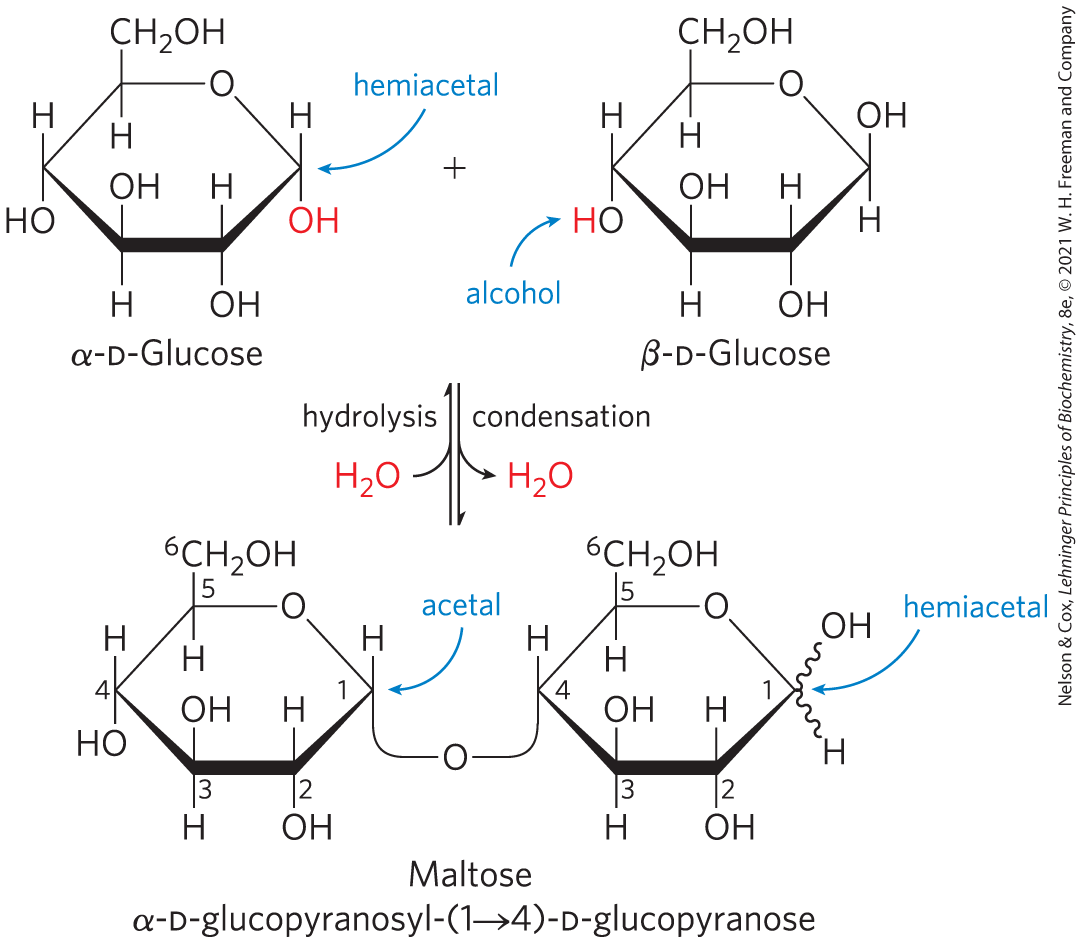 CH₂OH
O
hemiacetal
H
H
H
OH
H
HO
OH
H
OH
α-D-Glucose
+
CH₂OH
O
OH
H
H
OH
H
HO
H
alcohol
H
OH
β-D-Glucose
hydrolysis
condensation
H₂O
H₂O
⁶CH₂OH
5
O
acetal
H
H
H
4
1
OH
H
HO
3
2
H
OH
O
⁶CH₂OH
5
O
hemiacetal
OH
H
H
4
1
OH
H
H
3
2
H
OH
Maltose
α-D-glucopyranosyl-(1→4)-D-glucopyranose
Nelson & Cox, Lehninger Principles of Biochemistry, 8e, © 2021 W. H. Freeman and Company